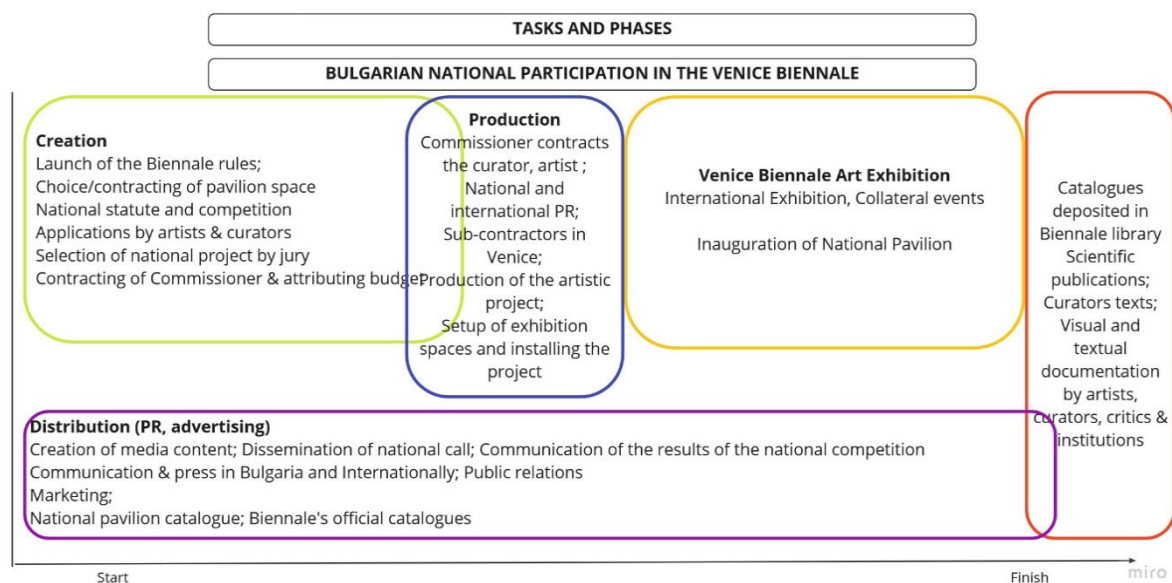 TASKS AND PHASES
BULGARIAN NATIONAL PARTICIPATION IN THE VENICE BIENNALE
Creation
Launch of the Biennale rules;
Choice/contracting of pavilion space
National statute and competition
Applications by artists & curators
Selection of national project by jury
Contracting of Commissioner & attributing budget
Production
Commissioner contracts
the curator, artist ;
National and
international PR;
Sub-contractors in
Venice;
Production of the artistic
project;
Setup of exhibition
spaces and installing the
project
Venice Biennale Art Exhibition
International Exhibition, Collateral events
Inauguration of National Pavilion
Catalogues
deposited in
Biennale library
Scientific
publications;
Curators texts;
Visual and
textual
documentation
by artists,
curators, critics &
institutions
Distribution (PR, advertising)
Creation of media content; Dissemination of national call; Communication of the results of the national competition
Communication & press in Bulgaria and Internationally; Public relations
Marketing;
National pavilion catalogue; Biennale's official catalogues
Start
Finish
miro